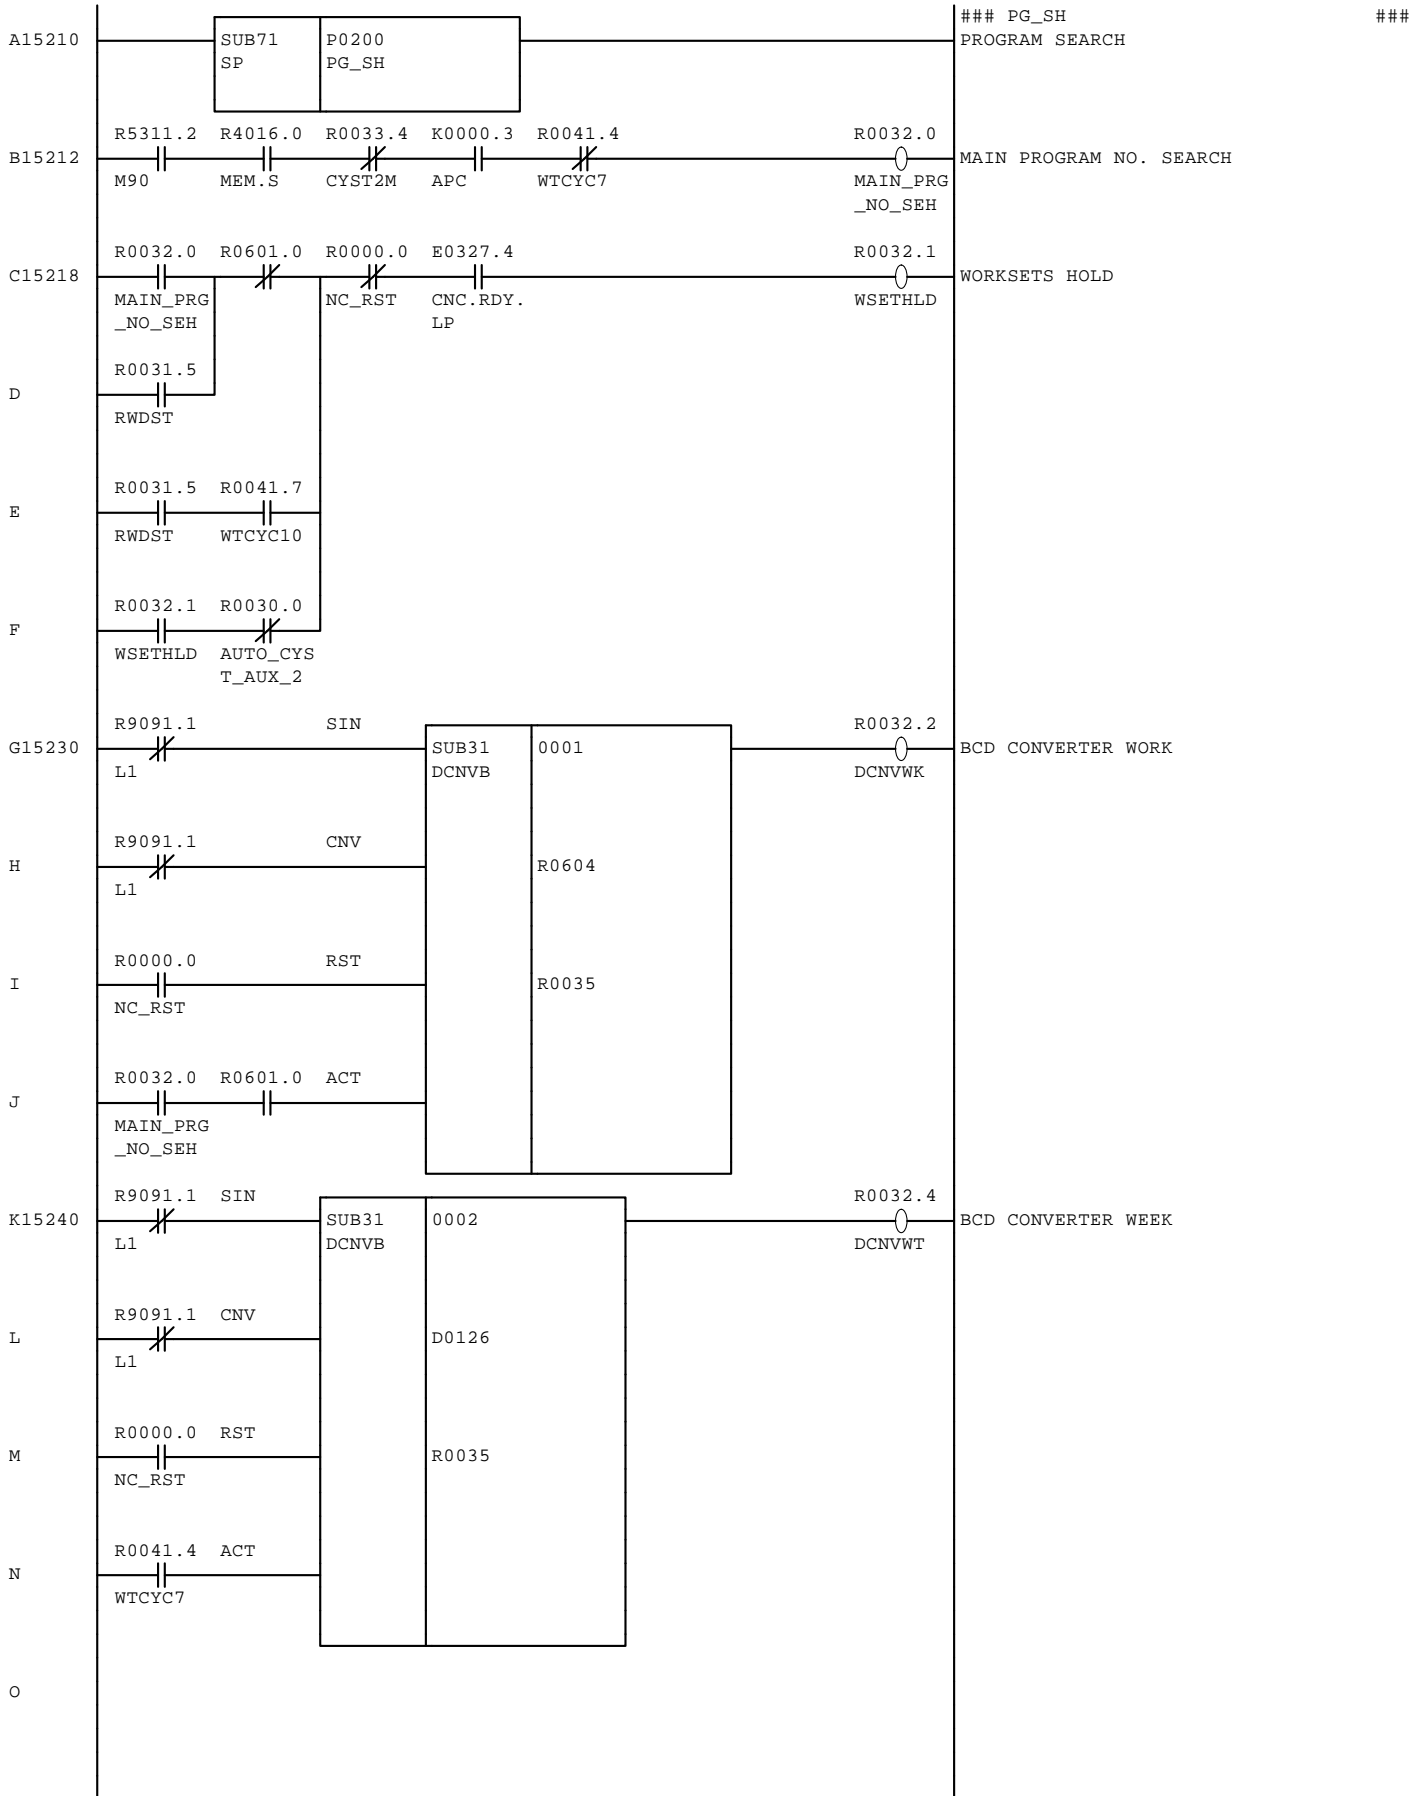 ### PG_SH ###
A15210 SUB71 P0200 PROGRAM SEARCH
SP PG_SH
R5311.2 R4016.0 R0033.4 K0000.3 R0041.4 R0032.0
B15212 MAIN PROGRAM NO. SEARCH
M90 MEM.S CYST2M APC WTCYC7 MAIN_PRG
_NO_SEH
R0032.0 R0601.0 R0000.0 E0327.4 R0032.1
C15218 WORKSETS HOLD
MAIN_PRG NC_RST CNC.RDY. WSETHLD
_NO_SEH LP
R0031.5
D
RWDST
R0031.5 R0041.7
E
RWDST WTCYC10
R0032.1 R0030.0
F
WSETHLD AUTO_CYS
T_AUX_2
R9091.1 SIN R0032.2
G15230 SUB31 0001 BCD CONVERTER WORK
L1 DCNVB DCNVWK
R9091.1 CNV
H R0604
L1
R0000.0 RST
I R0035
NC_RST
R0032.0 R0601.0 ACT
J
MAIN_PRG
_NO_SEH
R9091.1 SIN R0032.4
K15240 SUB31 0002 BCD CONVERTER WEEK
L1 DCNVB DCNVWT
R9091.1 CNV
L D0126
L1
R0000.0 RST
M R0035
NC_RST
R0041.4 ACT
N
WTCYC7
O